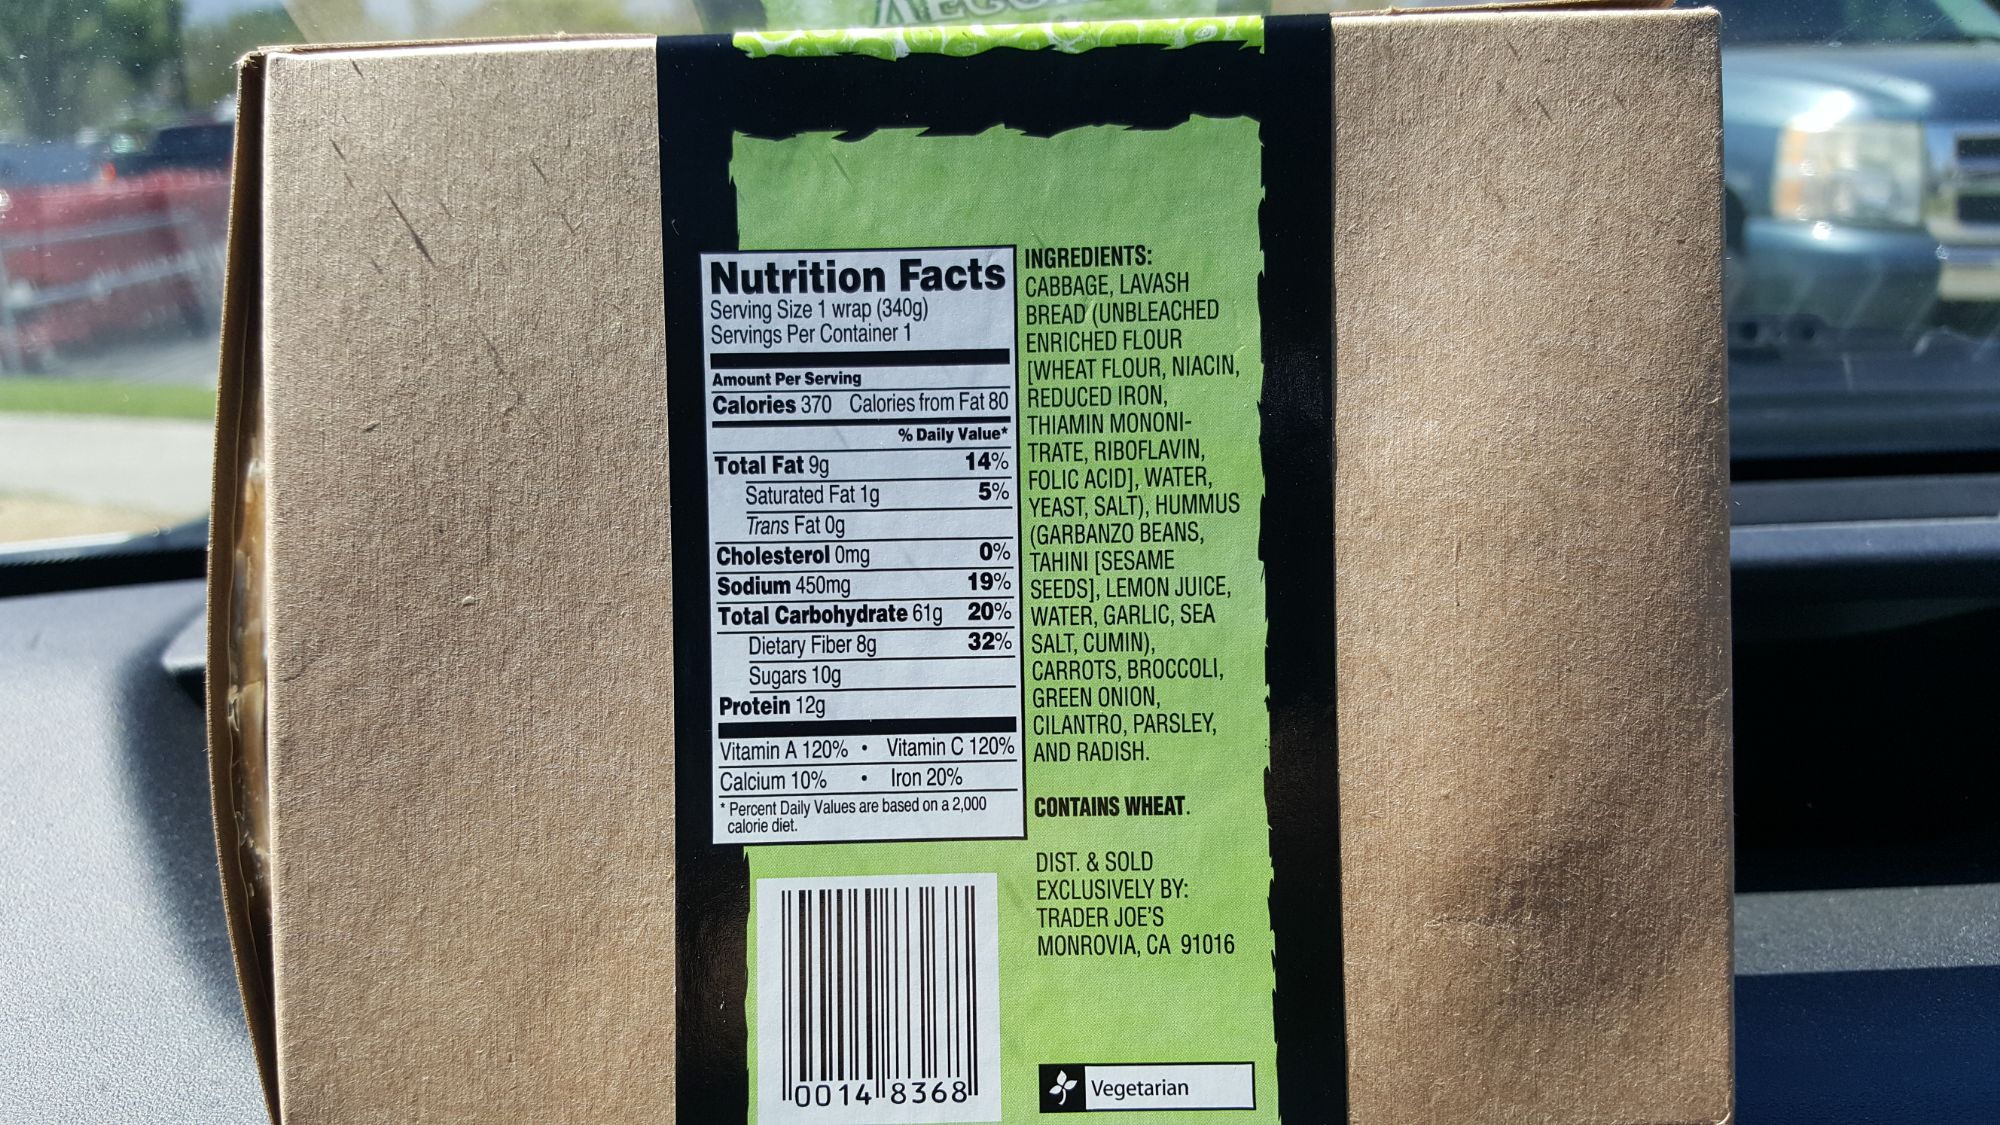 Nutrition Facts
Serving Size 1 wrap (340g)
Servings Per Container 1
Amount Per Serving
Calories 370 Calories from Fat 80
% Daily Value*
Total Fat 9g 14%
Saturated Fat 1g 5%
Trans Fat 0g
Cholesterol 0mg 0%
Sodium 450mg 19%
Total Carbohydrate 61g 20%
Dietary Fiber 8g 32%
Sugars 10g
Protein 12g
Vitamin A 120% • Vitamin C 120%
Calcium 10% • Iron 20%
* Percent Daily Values are based on a 2,000
calorie diet.
INGREDIENTS:
CABBAGE, LAVASH
BREAD (UNBLEACHED
ENRICHED FLOUR
[WHEAT FLOUR, NIACIN,
REDUCED IRON,
THIAMIN MONONI-
TRATE, RIBOFLAVIN,
FOLIC ACID], WATER,
YEAST, SALT), HUMMUS
(GARBANZO BEANS,
TAHINI [SESAME
SEEDS], LEMON JUICE,
WATER, GARLIC, SEA
SALT, CUMIN),
CARROTS, BROCCOLI,
GREEN ONION,
CILANTRO, PARSLEY,
AND RADISH.
CONTAINS WHEAT.
DIST. & SOLD
EXCLUSIVELY BY:
TRADER JOE'S
MONROVIA, CA 91016
0014 8368
Vegetarian